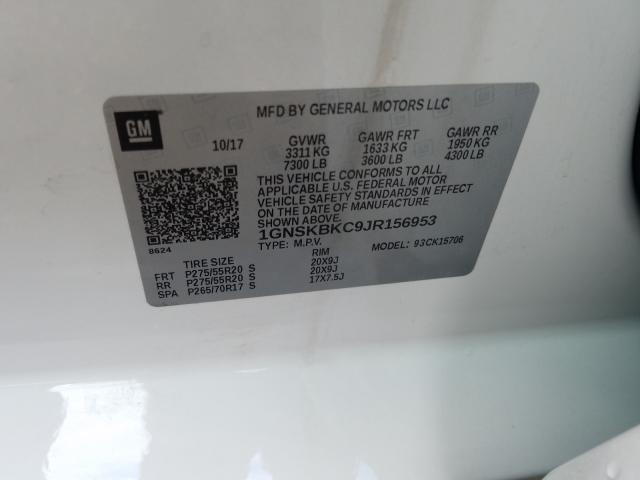 GM
MFD BY GENERAL MOTORS LLC
10/17 GVWR GAWR FRT GAWR RR
3311 KG 1633 KG 1950 KG
7300 LB 3600 LB 4300 LB
THIS VEHICLE CONFORMS TO ALL
APPLICABLE U.S. FEDERAL MOTOR
VEHICLE SAFETY STANDARDS IN EFFECT
ON THE DATE OF MANUFACTURE
SHOWN ABOVE.
1GNSKBKC9JR156953
TYPE: M.P.V. MODEL: 93CK15706
8624
TIRE SIZE RIM
FRT P275/55R20 S 20X9J
RR P275/55R20 S 20X9J
SPA P265/70R17 S 17X7.5J